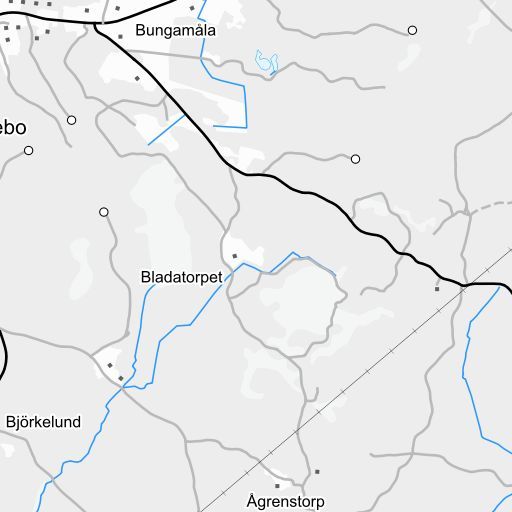 Bungamåla
ebo
Bladatorpet
Björkelund
Ågrenstorp